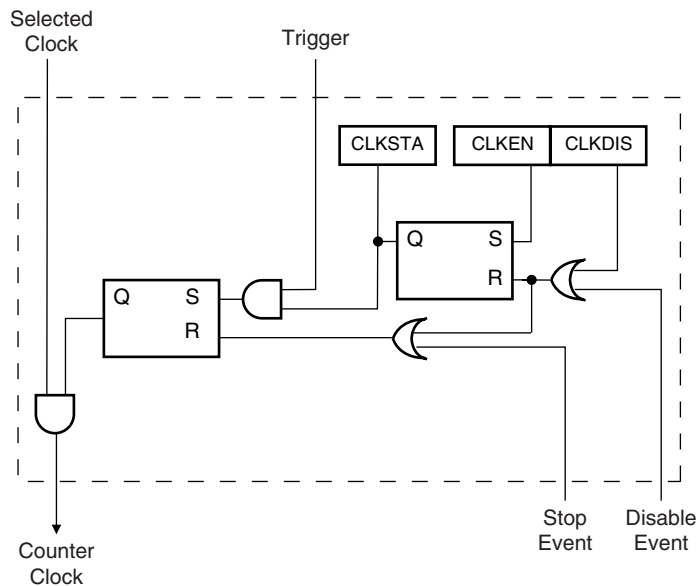 Selected
Clock
Trigger
CLKSTA
CLKEN
CLKDIS
Q
S
R
Q
S
R
Stop
Event
Disable
Event
Counter
Clock